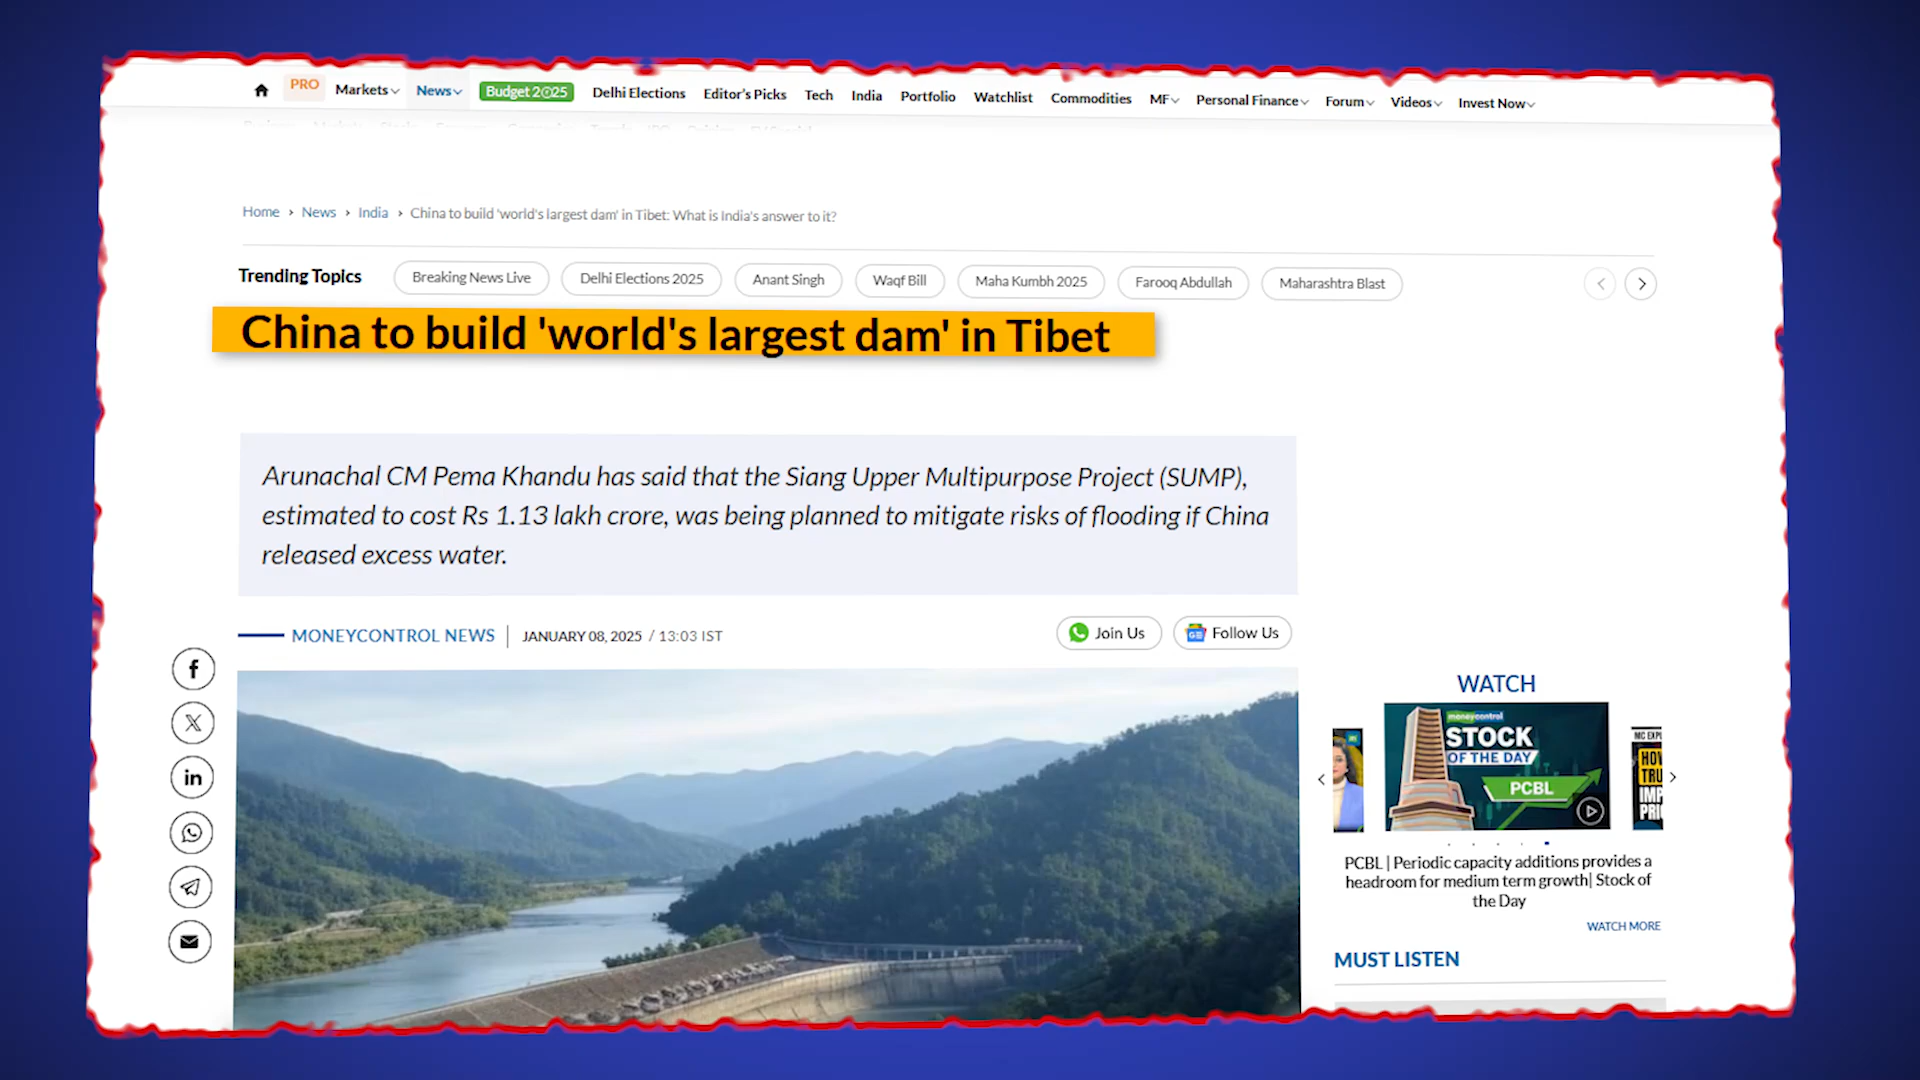 PRO Markets News Budget 2025 Delhi Elections Editor's Picks Tech India Portfolio Watchlist Commodities MF Personal Finance Forum Videos Invest Now
Home › News › India › China to build 'world's largest dam' in Tibet: What is India's answer to it?
Trending Topics Breaking News Live Delhi Elections 2025 Anant Singh Waqf Bill Maha Kumbh 2025 Farooq Abdullah Maharashtra Blast
China to build 'world's largest dam' in Tibet
Arunachal CM Pema Khandu has said that the Siang Upper Multipurpose Project (SUMP),
estimated to cost Rs 1.13 lakh crore, was being planned to mitigate risks of flooding if China
released excess water.
MONEYCONTROL NEWS | JANUARY 08, 2025 / 13:03 IST
Join Us Follow Us
WATCH
moneycontrol
STOCK
OF THE DAY
PCBL
PCBL | Periodic capacity additions provides a
headroom for medium term growth| Stock of
the Day
WATCH MORE
MUST LISTEN